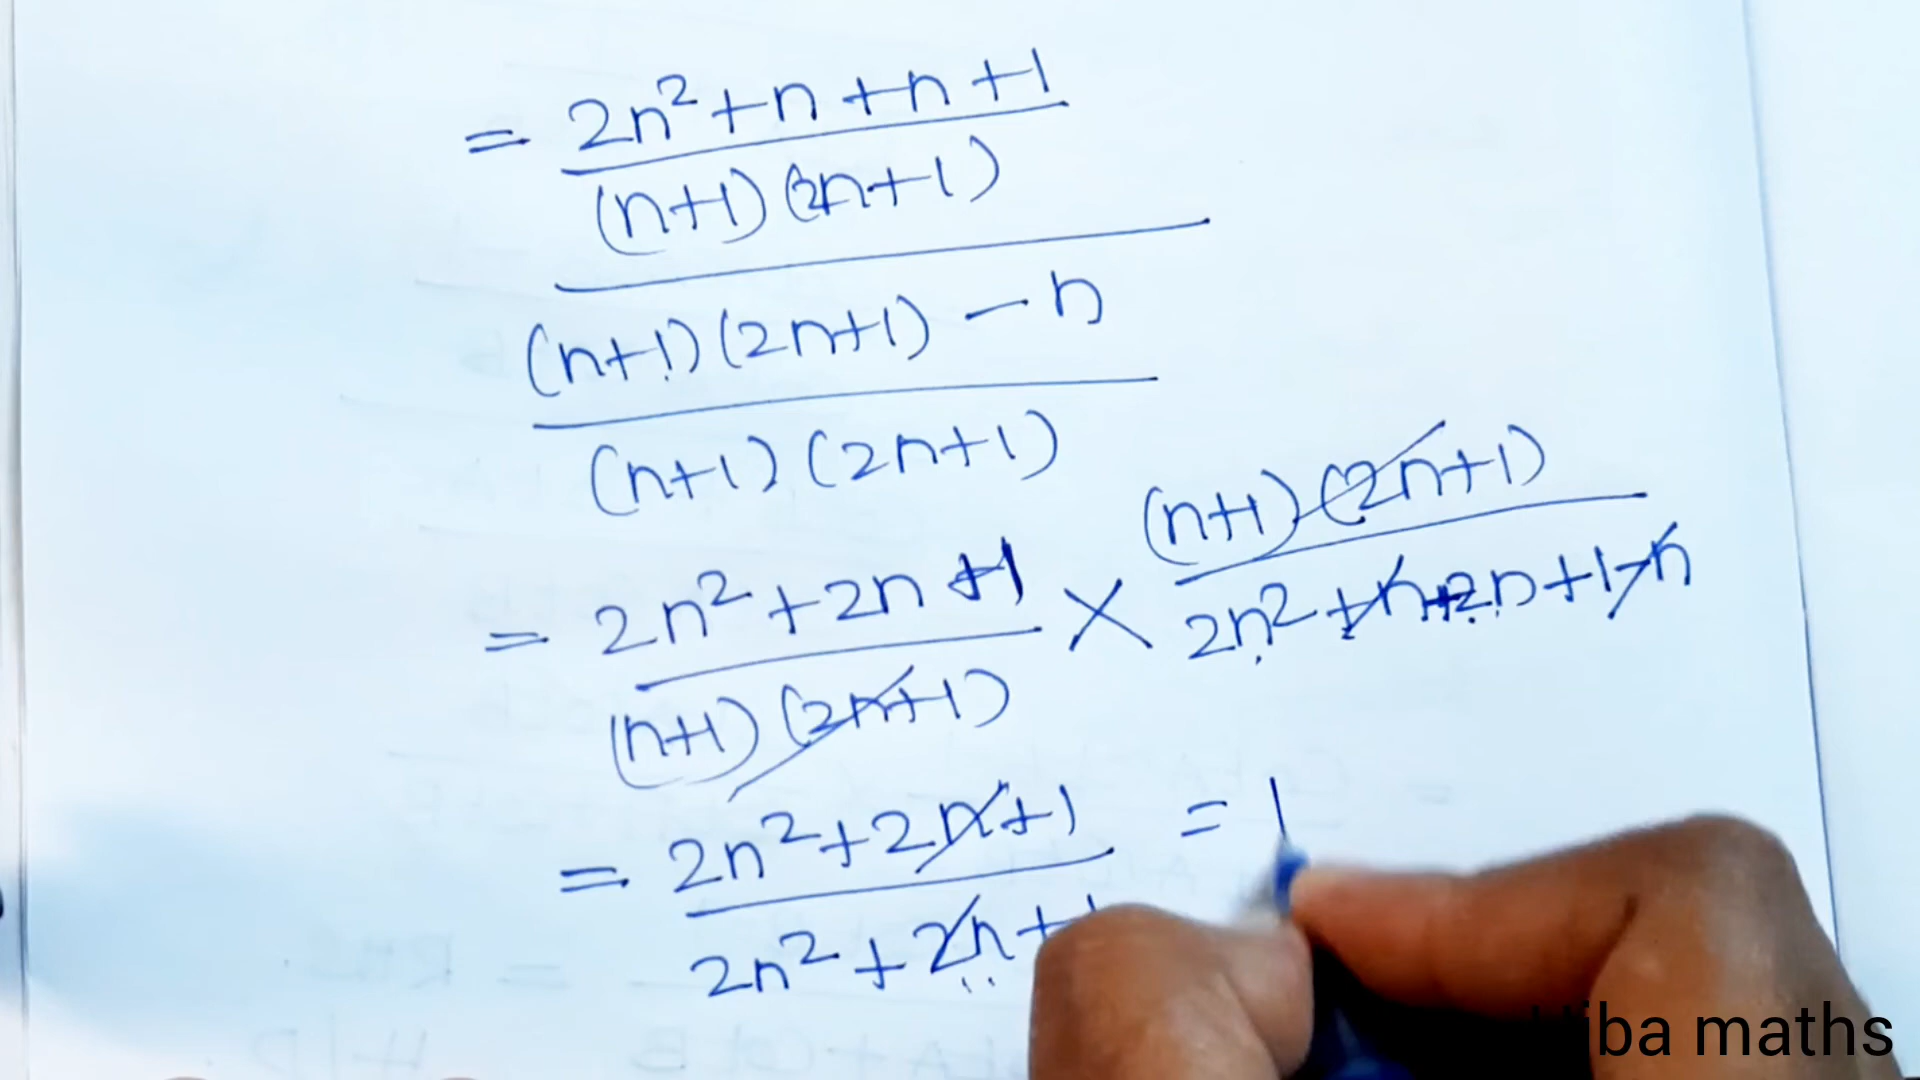 = 2n²+n+n+1
(n+1)(2n+1)
(n+1)(2n+1) - n
(n+1)(2n+1)
= 2n²+2n+1 × (n+1)(2n+1)
(n+1)(2n+1) 2n²+n+2n+1-n
= 2n²+2n+1 = 1
2n²+2n+
maths